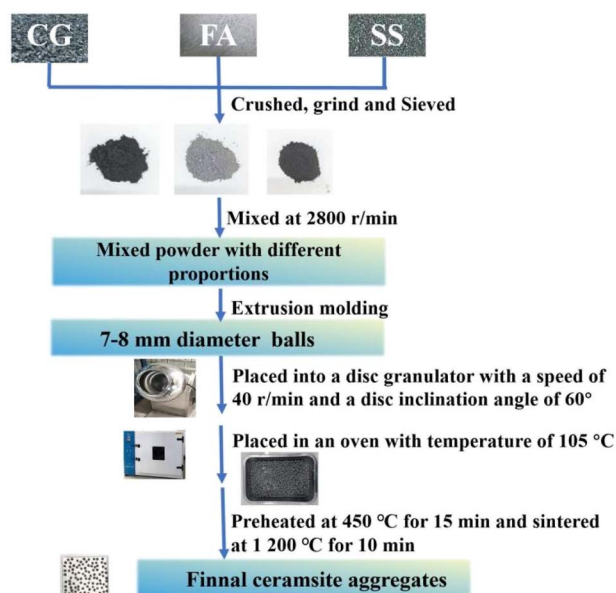 CG
FA
SS
Crushed, grind and Sieved
Mixed at 2800 r/min
Mixed powder with different
proportions
Extrusion molding
7-8 mm diameter balls
Placed into a disc granulator with a speed of
40 r/min and a disc inclination angle of 60°
Placed in an oven with temperature of 105 ℃
Preheated at 450 ℃ for 15 min and sintered
at 1 200 ℃ for 10 min
Finnal ceramsite aggregates